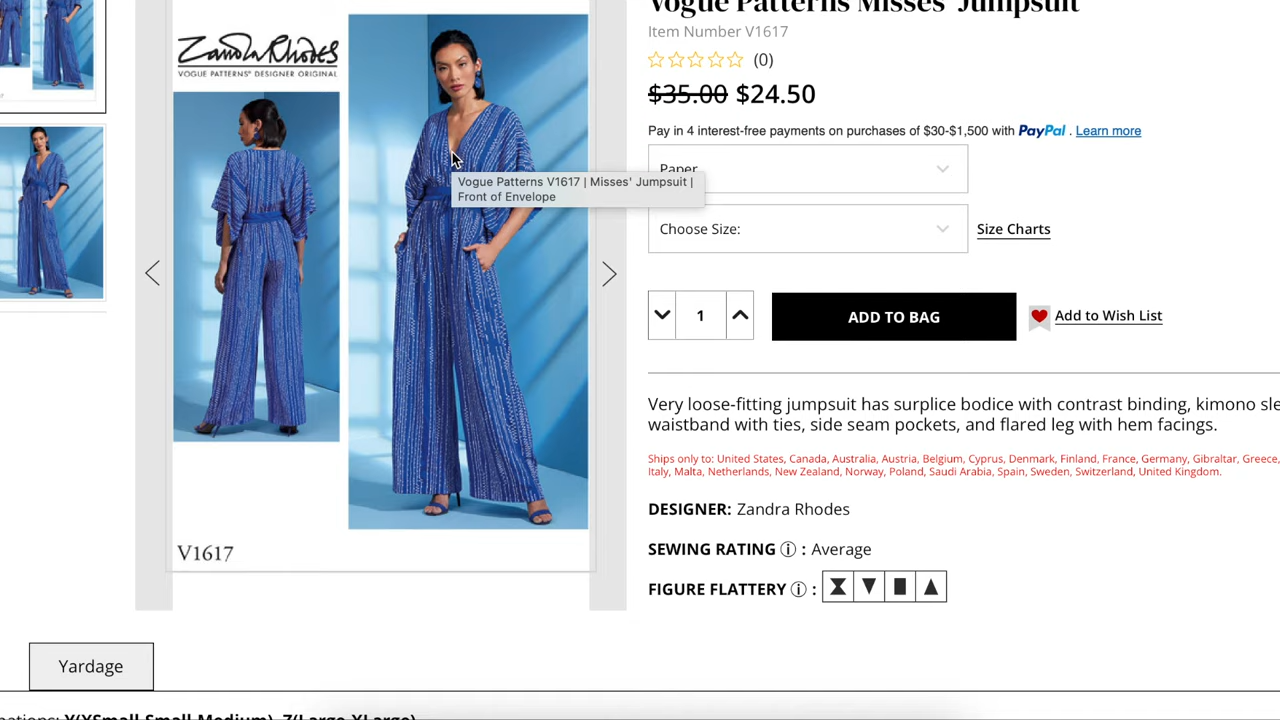 Vogue Patterns Misses' Jumpsuit
Item Number V1617
(0)
$35.00 $24.50
Pay in 4 interest-free payments on purchases of $30-$1,500 with PayPal . Learn more
Paper
Choose Size:
Size Charts
1
ADD TO BAG
Add to Wish List
Very loose-fitting jumpsuit has surplice bodice with contrast binding, kimono sle
waistband with ties, side seam pockets, and flared leg with hem facings.
Ships only to: United States, Canada, Australia, Austria, Belgium, Cyprus, Denmark, Finland, France, Germany, Gibraltar, Greece,
Italy, Malta, Netherlands, New Zealand, Norway, Poland, Saudi Arabia, Spain, Sweden, Switzerland, United Kingdom.
DESIGNER: Zandra Rhodes
SEWING RATING ⓘ : Average
FIGURE FLATTERY ⓘ :
Zandra Rhodes
VOGUE PATTERNS® DESIGNER ORIGINAL
Vogue Patterns V1617 | Misses' Jumpsuit |
Front of Envelope
V1617
Yardage
nations: Y(XSmall-Small-Medium), Z(Large-XLarge)